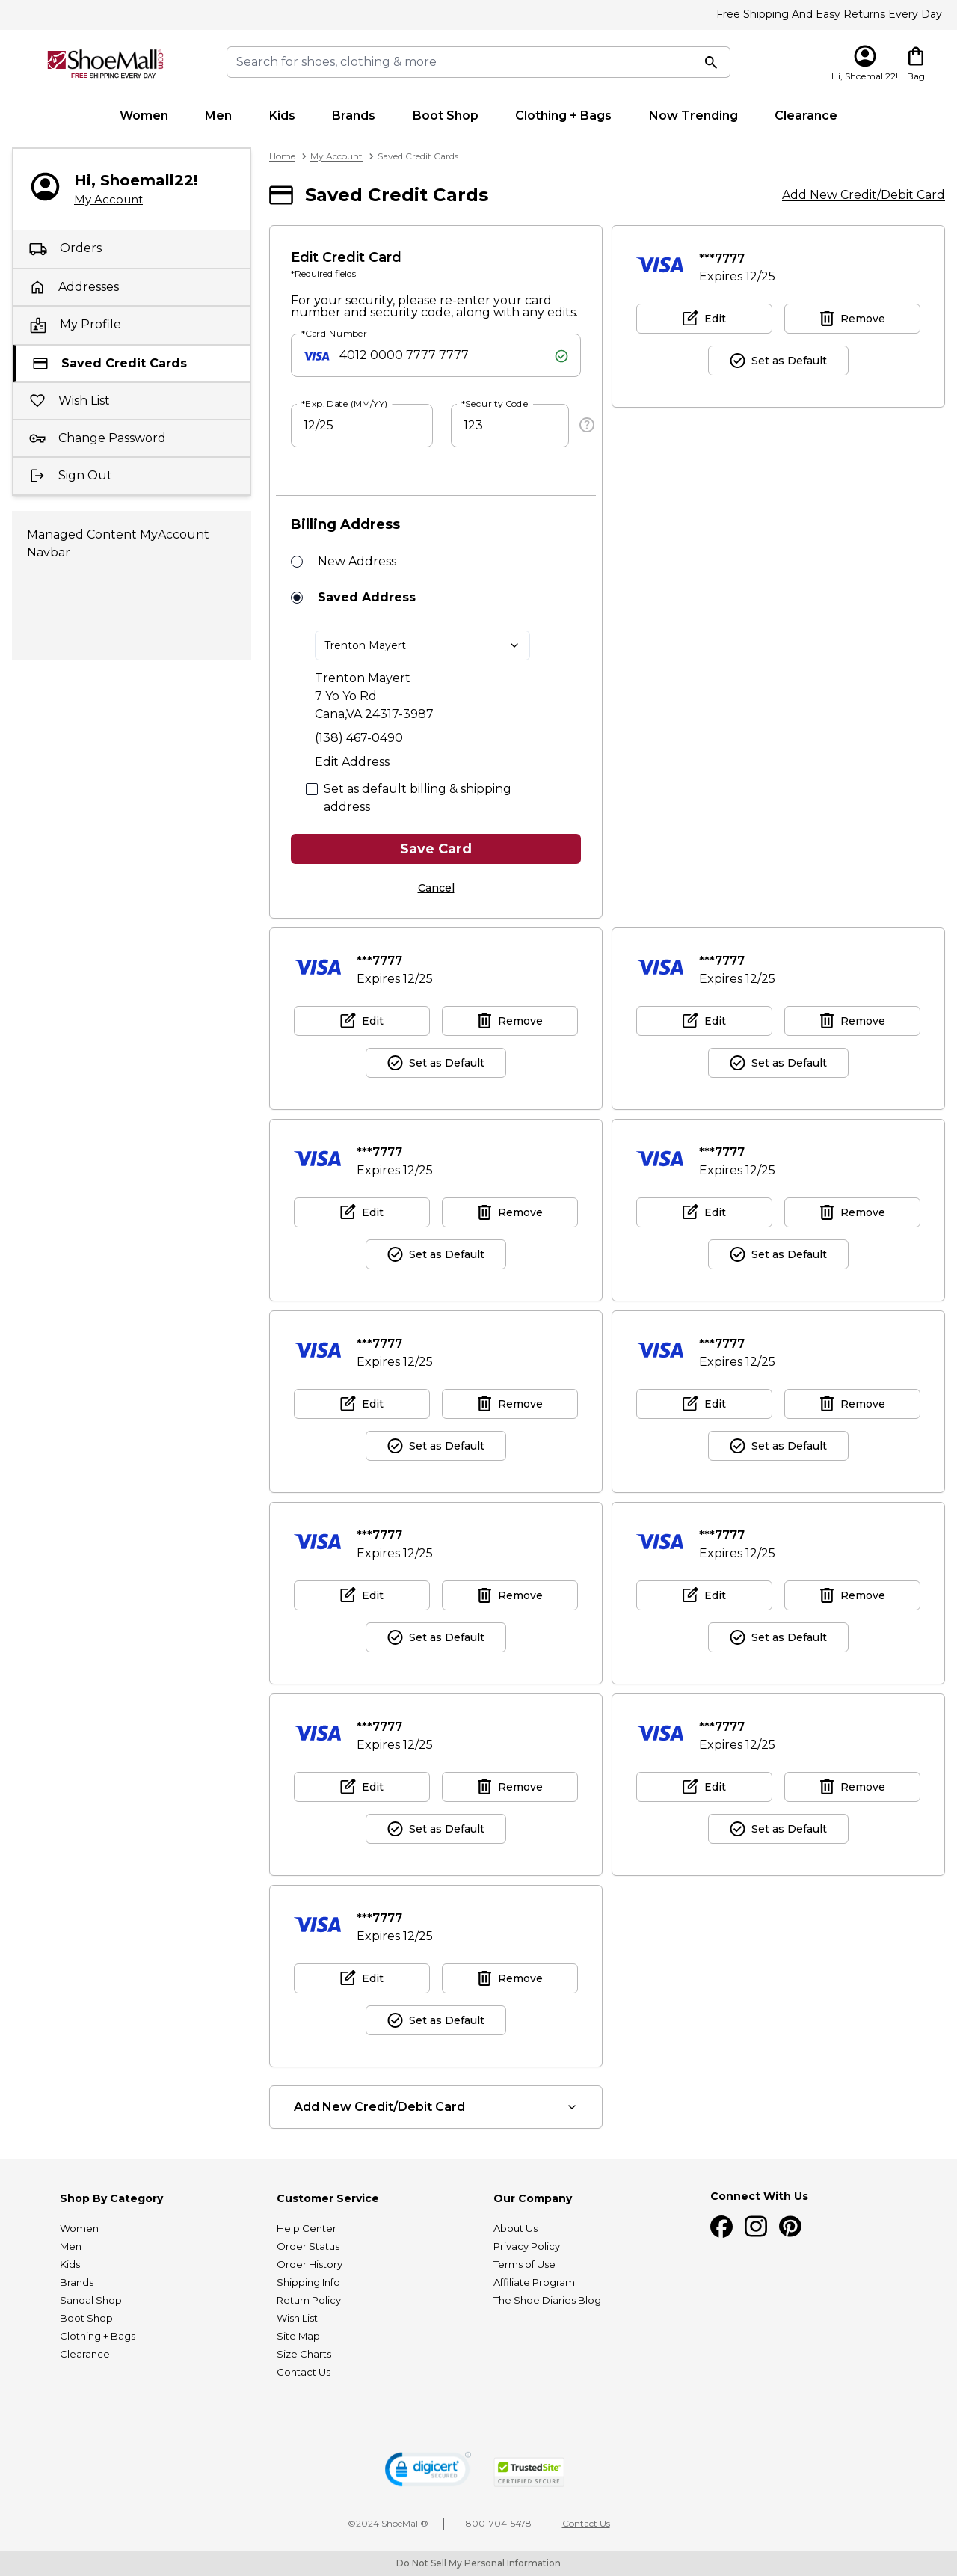 Free Shipping And Easy Returns Every Day
ShoeMall.com
FREE SHIPPING EVERY DAY
Search for shoes, clothing & more
Hi, Shoemall22!
Bag
Women Men Kids Brands Boot Shop Clothing + Bags Now Trending Clearance
Hi, Shoemall22!
My Account
Orders
Addresses
My Profile
Saved Credit Cards
Wish List
Change Password
Sign Out
Managed Content MyAccount
Navbar
Home > My Account > Saved Credit Cards
Saved Credit Cards
Add New Credit/Debit Card
Edit Credit Card
*Required fields
For your security, please re-enter your card
number and security code, along with any edits.
*Card Number
VISA 4012 0000 7777 7777
*Exp. Date (MM/YY)
12/25
*Security Code
123
?
Billing Address
New Address
Saved Address
Trenton Mayert
Trenton Mayert
7 Yo Yo Rd
Cana,VA 24317-3987
(138) 467-0490
Edit Address
Set as default billing & shipping
address
Save Card
Cancel
VISA ***7777
Expires 12/25
Edit Remove
Set as Default
VISA ***7777
Expires 12/25
Edit Remove
Set as Default
VISA ***7777
Expires 12/25
Edit Remove
Set as Default
VISA ***7777
Expires 12/25
Edit Remove
Set as Default
VISA ***7777
Expires 12/25
Edit Remove
Set as Default
VISA ***7777
Expires 12/25
Edit Remove
Set as Default
VISA ***7777
Expires 12/25
Edit Remove
Set as Default
VISA ***7777
Expires 12/25
Edit Remove
Set as Default
VISA ***7777
Expires 12/25
Edit Remove
Set as Default
VISA ***7777
Expires 12/25
Edit Remove
Set as Default
VISA ***7777
Expires 12/25
Edit Remove
Set as Default
VISA ***7777
Expires 12/25
Edit Remove
Set as Default
Add New Credit/Debit Card
Shop By Category
Women
Men
Kids
Brands
Sandal Shop
Boot Shop
Clothing + Bags
Clearance
Customer Service
Help Center
Order Status
Order History
Shipping Info
Return Policy
Wish List
Site Map
Size Charts
Contact Us
Our Company
About Us
Privacy Policy
Terms of Use
Affiliate Program
The Shoe Diaries Blog
Connect With Us
digicert
SECURED
TrustedSite
CERTIFIED SECURE
©2024 ShoeMall® | 1-800-704-5478 | Contact Us
Do Not Sell My Personal Information